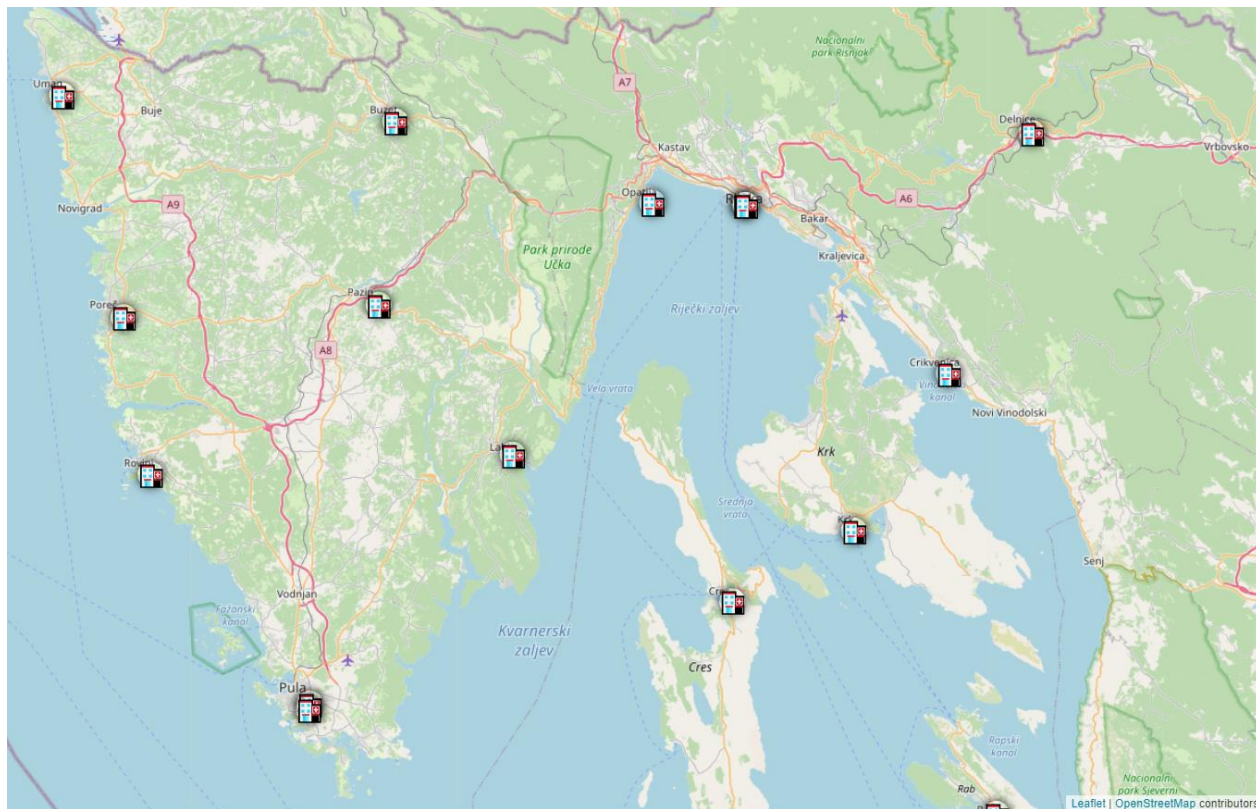 Nacionalni
park Risnjak
A7
Umag
Buje
Buzet
Delnice
Vrbovsko
Kastav
Opatija
Novigrad
A9
A6
Bakar
Park prirode
Učka
Kraljevica
Pazin
Poreč
Riječki zaljev
A8
Crikvenica
Vela vrata
kanal
Novi Vinodolski
Krk
Rovinj
Srednja
vrata
Senj
Vodnjan
Fažanski
kanal
Kvarnerski
zaljev
Cres
Pula
Rapski
kanal
Nacionalni
park Sjeverni
Rab
Leaflet | OpenStreetMap contributors